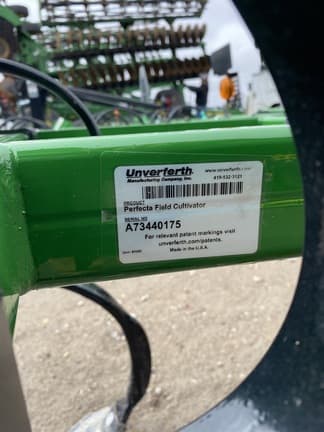 Unverferth
Manufacturing Company, Inc.
www.unverferth.com
419-532-3121
PRODUCT
Perfecta Field Cultivator
SERIAL NO
A73440175
For relevant patent markings visit
unverferth.com/patents.
Made in the U.S.A.